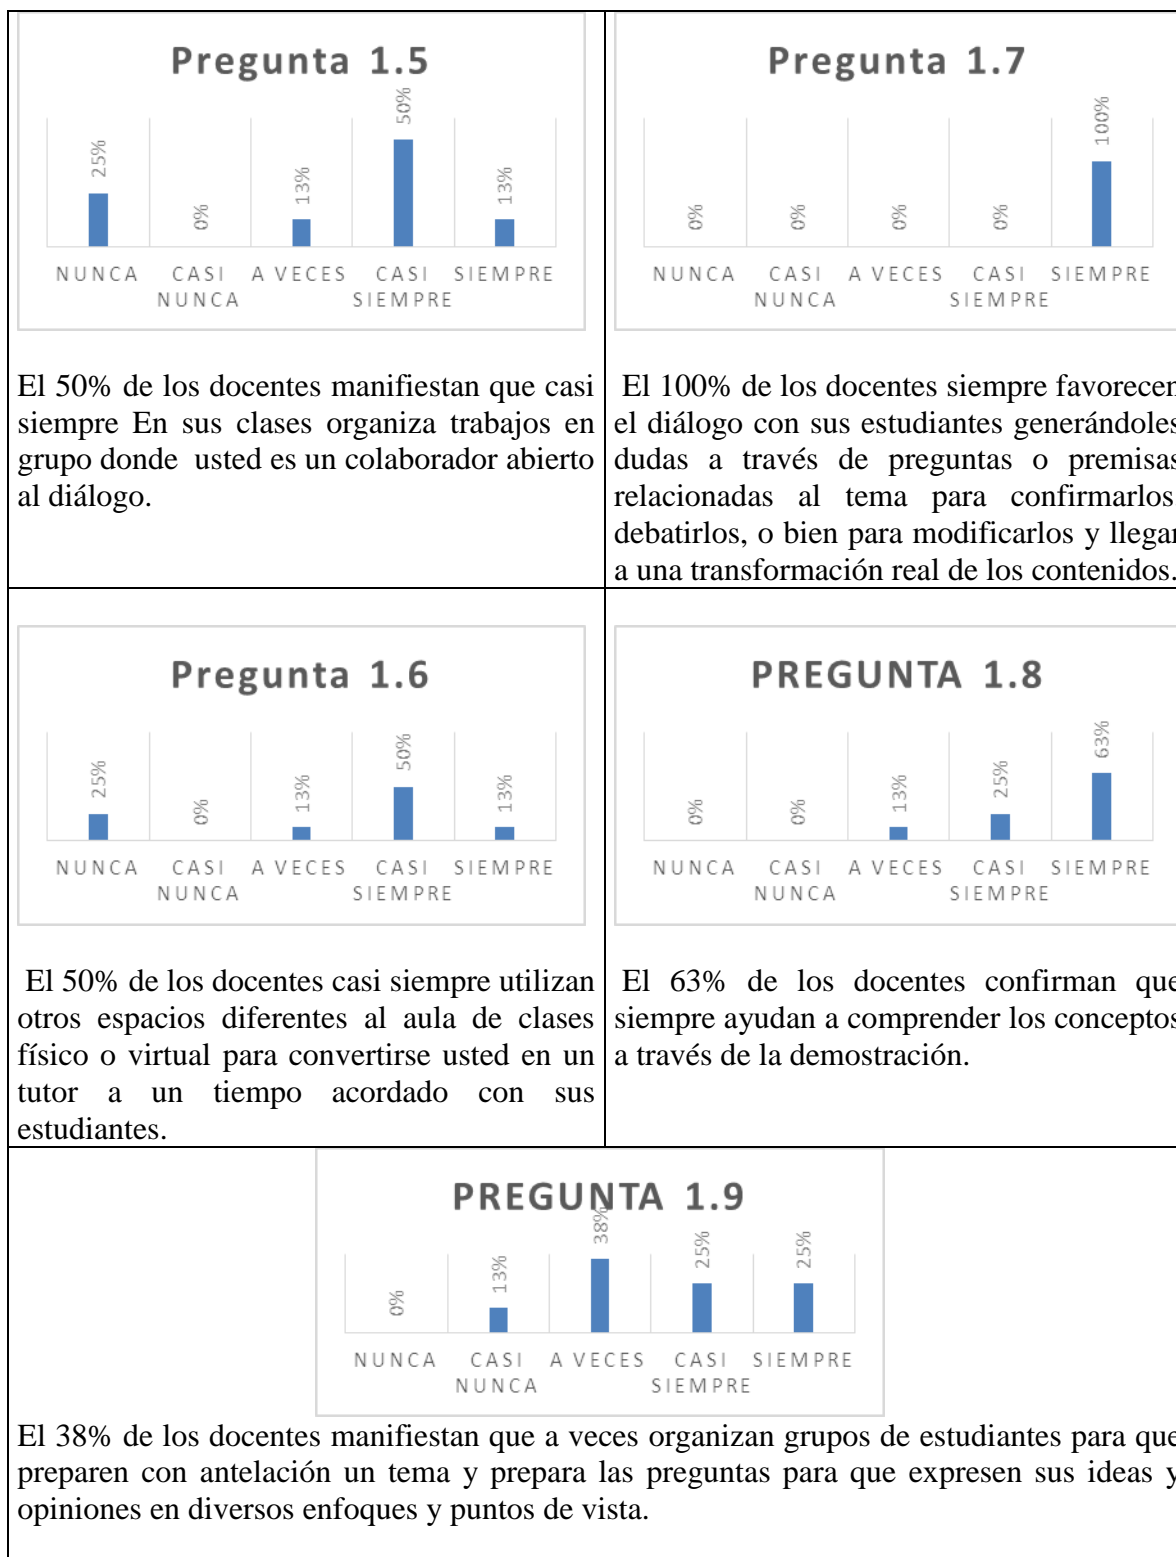 Pregunta 1.5
25%
0%
13%
50%
13%
NUNCA CASI NUNCA A VECES CASI SIEMPRE SIEMPRE
El 50% de los docentes manifiestan que casi
siempre En sus clases organiza trabajos en
grupo donde usted es un colaborador abierto
al diálogo.
Pregunta 1.7
0%
0%
0%
0%
100%
NUNCA CASI NUNCA A VECES CASI SIEMPRE SIEMPRE
El 100% de los docentes siempre favorecen
el diálogo con sus estudiantes generándoles
dudas a través de preguntas o premisas
relacionadas al tema para confirmarlos
debatirlos, o bien para modificarlos y llegar
a una transformación real de los contenidos.
Pregunta 1.6
25%
0%
13%
50%
13%
NUNCA CASI NUNCA A VECES CASI SIEMPRE SIEMPRE
El 50% de los docentes casi siempre utilizan
otros espacios diferentes al aula de clases
físico o virtual para convertirse usted en un
tutor a un tiempo acordado con sus
estudiantes.
PREGUNTA 1.8
0%
0%
13%
25%
63%
NUNCA CASI NUNCA A VECES CASI SIEMPRE SIEMPRE
El 63% de los docentes confirman que
siempre ayudan a comprender los conceptos
a través de la demostración.
PREGUNTA 1.9
0%
13%
38%
25%
25%
NUNCA CASI NUNCA A VECES CASI SIEMPRE SIEMPRE
El 38% de los docentes manifiestan que a veces organizan grupos de estudiantes para que
preparen con antelación un tema y prepara las preguntas para que expresen sus ideas y
opiniones en diversos enfoques y puntos de vista.